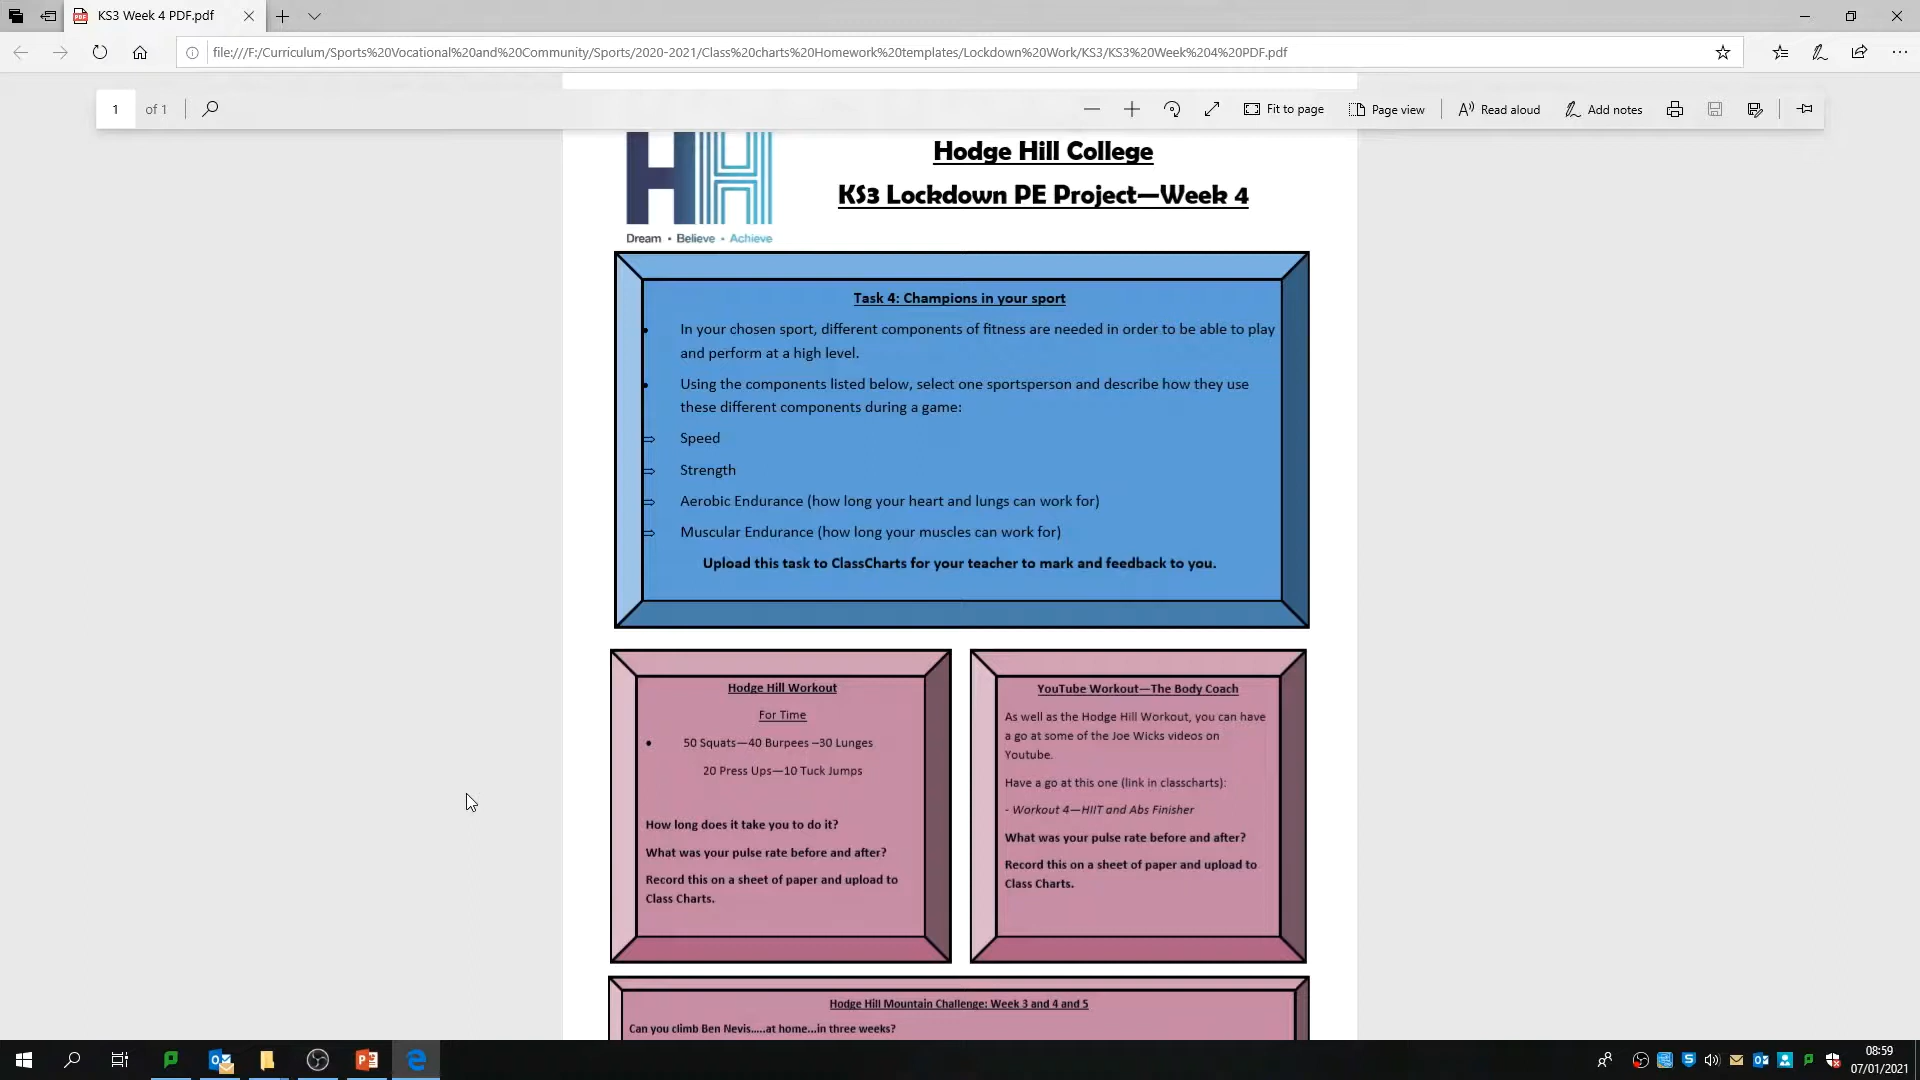 KS3 Week 4 PDF.pdf
file:///F:/Curriculum/Sports%20Vocational%20and%20Community/Sports/2020-2021/Class%20charts%20Homework%20templates/Lockdown%20Work/KS3/KS3%20Week%204%20PDF.pdf
1 of 1
Fit to page
Page view
Read aloud
Add notes
HH
Dream • Believe • Achieve
Hodge Hill College
KS3 Lockdown PE Project—Week 4
Task 4: Champions in your sport
• In your chosen sport, different components of fitness are needed in order to be able to play
and perform at a high level.
• Using the components listed below, select one sportsperson and describe how they use
these different components during a game:
⇒ Speed
⇒ Strength
⇒ Aerobic Endurance (how long your heart and lungs can work for)
⇒ Muscular Endurance (how long your muscles can work for)
Upload this task to ClassCharts for your teacher to mark and feedback to you.
Hodge Hill Workout
For Time
• 50 Squats—40 Burpees –30 Lunges
20 Press Ups—10 Tuck Jumps
How long does it take you to do it?
What was your pulse rate before and after?
Record this on a sheet of paper and upload to
Class Charts.
YouTube Workout—The Body Coach
As well as the Hodge Hill Workout, you can have
a go at some of the Joe Wicks videos on
Youtube.
Have a go at this one (link in classcharts):
- Workout 4—HIIT and Abs Finisher
What was your pulse rate before and after?
Record this on a sheet of paper and upload to
Class Charts.
Hodge Hill Mountain Challenge: Week 3 and 4 and 5
Can you climb Ben Nevis.....at home...in three weeks?
08:59
07/01/2021